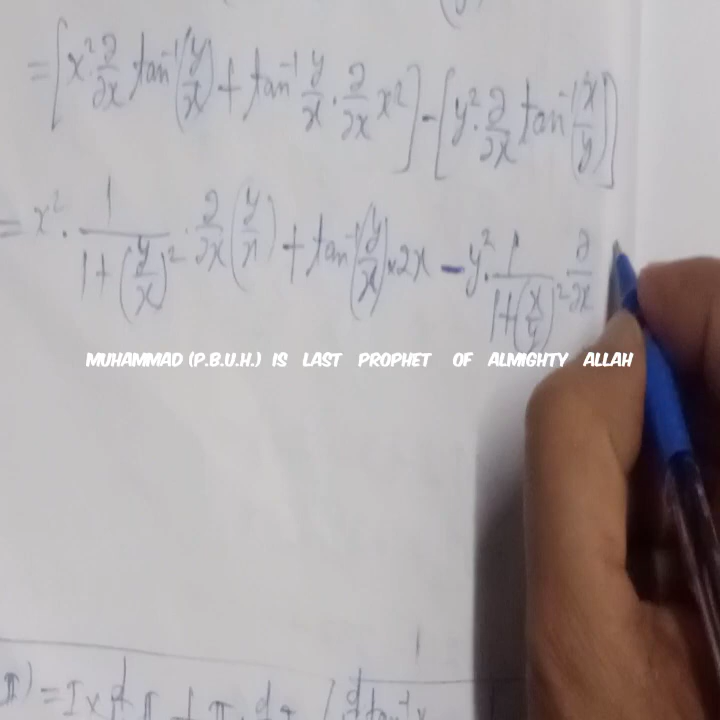 = [x² ∂/∂x tan⁻¹(y/x) + tan⁻¹ y/x · ∂/∂x x²] - [y² · ∂/∂x tan⁻¹(x/y)]
= x² · 1/(1+(y/x)²) · ∂/∂x (y/x) + tan⁻¹(y/x) × 2x - y² · 1/(1+(x/y)²) ∂/∂x
MUHAMMAD (P.B.U.H.) IS LAST PROPHET OF ALMIGHTY ALLAH